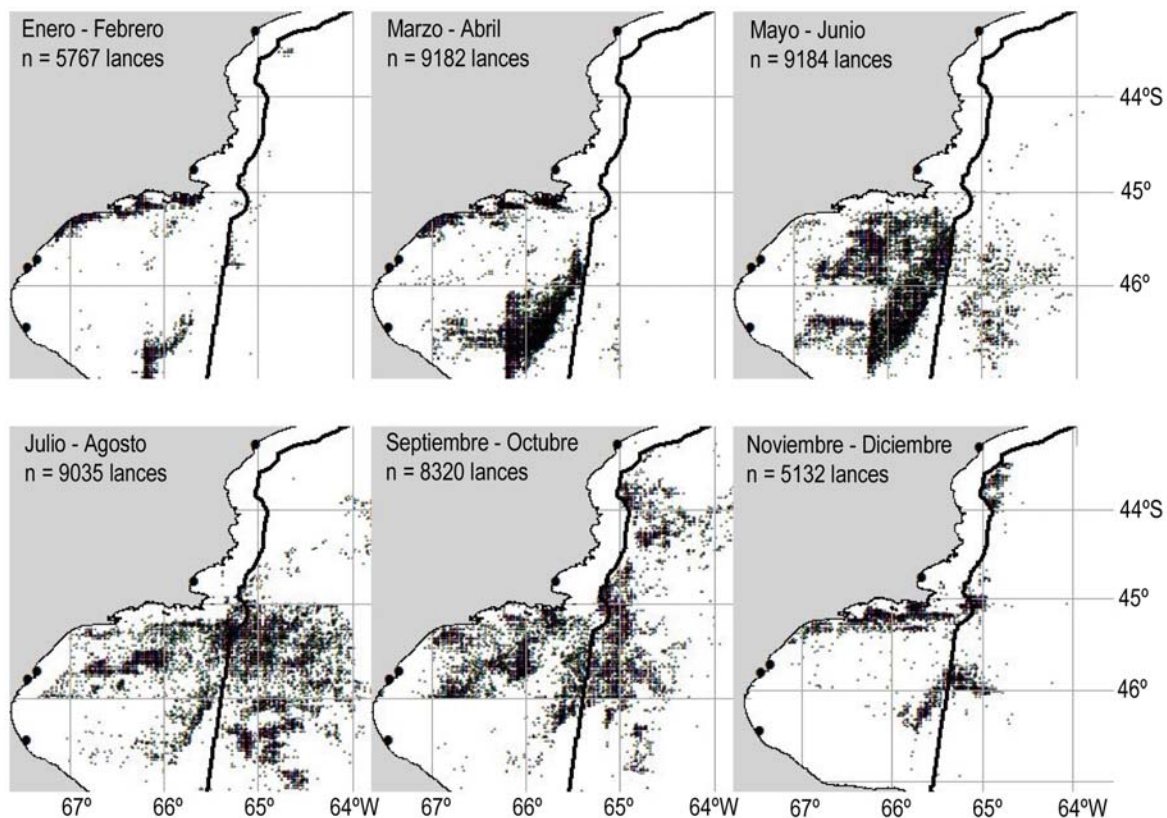 Enero - Febrero
n = 5767 lances
Marzo - Abril
n = 9182 lances
Mayo - Junio
n = 9184 lances
44ºS
45º
46º
Julio - Agosto
n = 9035 lances
Septiembre - Octubre
n = 8320 lances
Noviembre - Diciembre
n = 5132 lances
44ºS
45º
46º
67º 66º 65º 64ºW 67º 66º 65º 64ºW 67º 66º 65º 64ºW